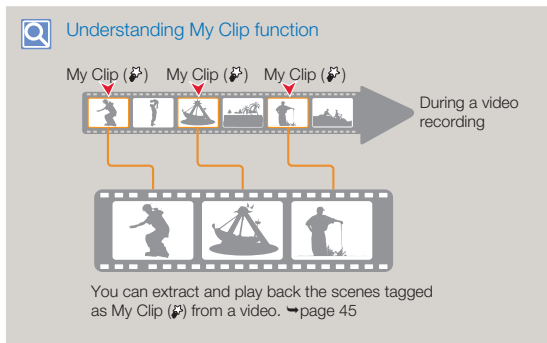 Understanding My Clip function
My Clip () My Clip () My Clip ()
During a video
recording
You can extract and play back the scenes tagged
as My Clip () from a video. ➥page 45